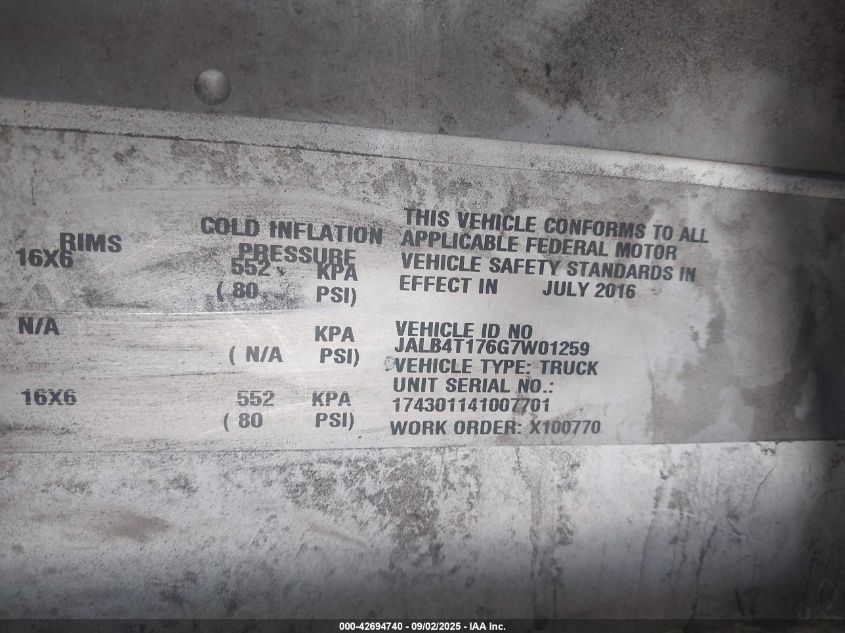 RIMS
COLD INFLATION
PRESSURE
16X6
552 KPA
( 80 PSI)
N/A
KPA
( N/A PSI)
16X6
552 KPA
( 80 PSI)
THIS VEHICLE CONFORMS TO ALL
APPLICABLE FEDERAL MOTOR
VEHICLE SAFETY STANDARDS IN
EFFECT IN JULY 2016
VEHICLE ID NO
JALB4T176G7W01259
VEHICLE TYPE: TRUCK
UNIT SERIAL NO.:
174301141007701
WORK ORDER: X100770
000-42694740 - 09/02/2025 - IAA Inc.